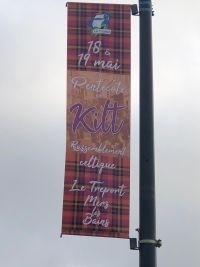 18 &
19 mai
Pentecôte
Kilt
Rassemblement
celtique
Le Tréport
Mers
les
Bains